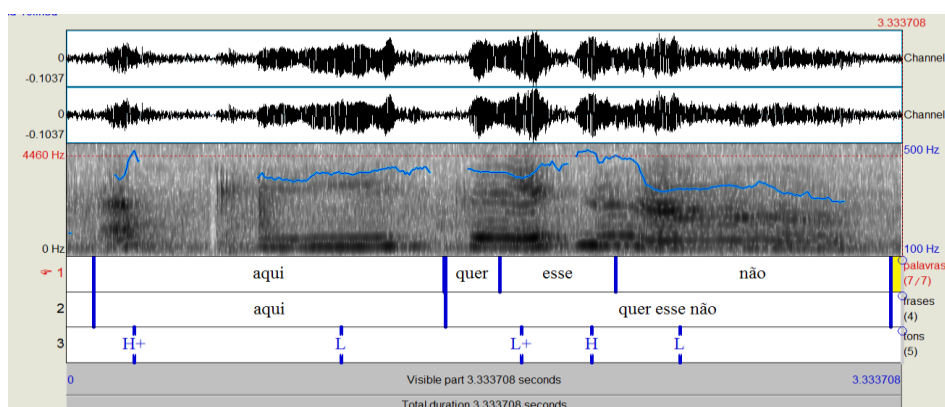 3.333708
0
-0.1037
Channel
0
-0.1037
Channel
4460 Hz
500 Hz
0 Hz
100 Hz
1 aqui quer esse não palavras (7/7)
2 aqui quer esse não frases (4)
3 H+ L L+ H L tons (5)
0 Visible part 3.333708 seconds 3.333708
Total duration 3.333708 seconds